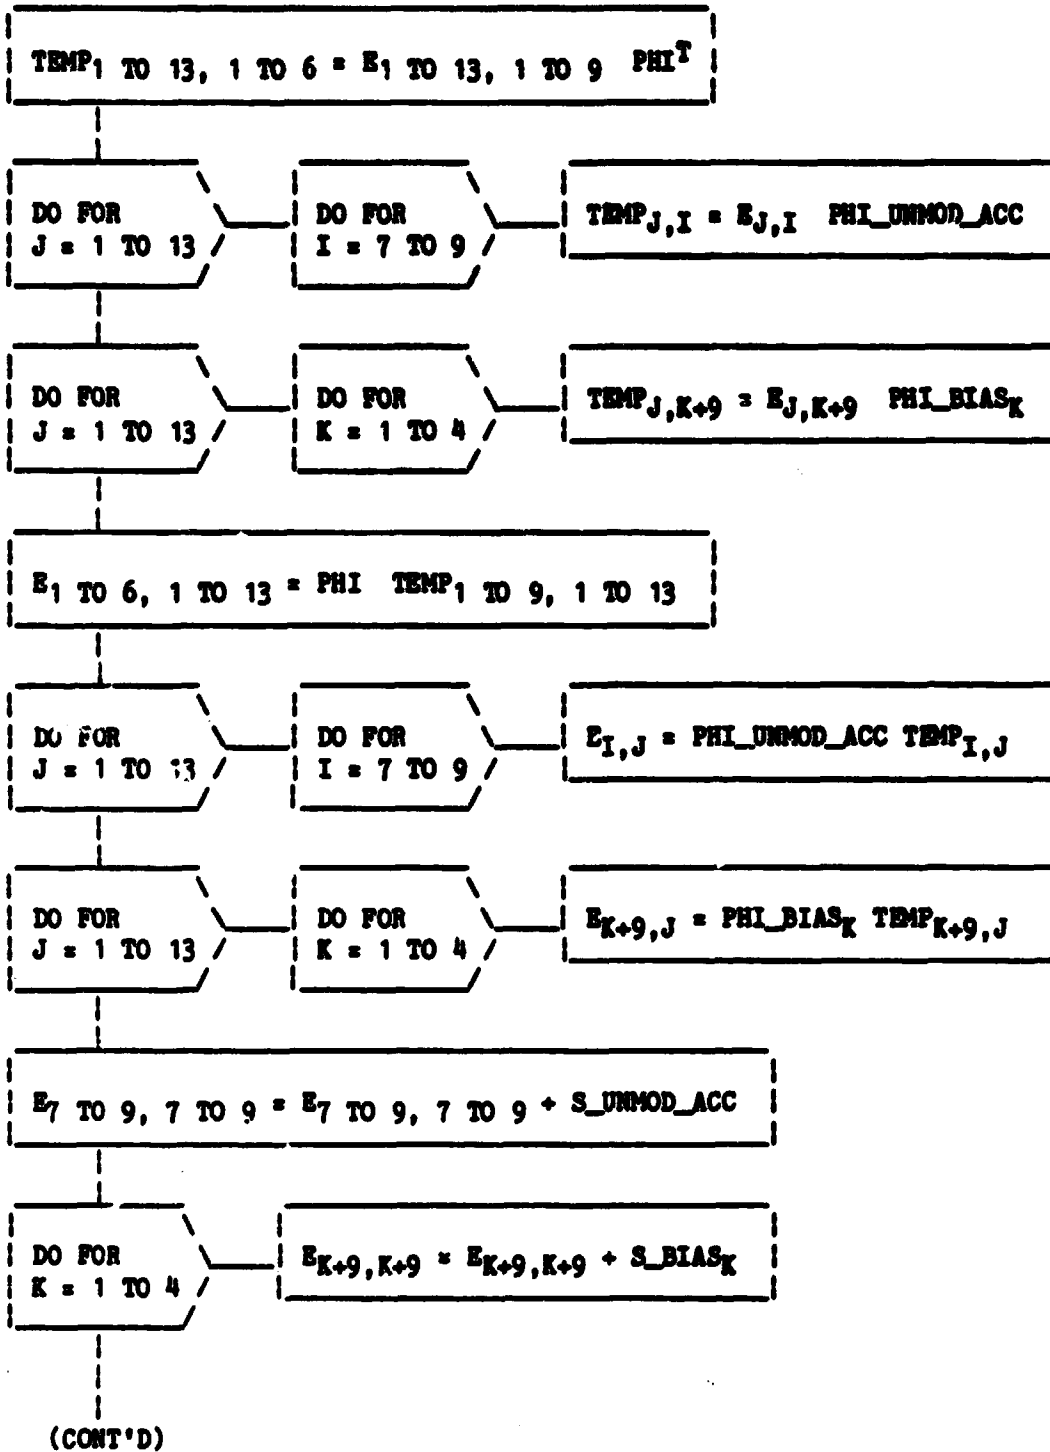 TEMP1 TO 13, 1 TO 6 = E1 TO 13, 1 TO 9 PHI^T
DO FOR
J = 1 TO 13
DO FOR
I = 7 TO 9
TEMPJ,I = EJ,I PHI_UNMOD_ACC
DO FOR
J = 1 TO 13
DO FOR
K = 1 TO 4
TEMPJ,K+9 = EJ,K+9 PHI_BIASK
E1 TO 6, 1 TO 13 = PHI TEMP1 TO 9, 1 TO 13
DO FOR
J = 1 TO 13
DO FOR
I = 7 TO 9
EI,J = PHI_UNMOD_ACC TEMPI,J
DO FOR
J = 1 TO 13
DO FOR
K = 1 TO 4
EK+9,J = PHI_BIASK TEMPK+9,J
E7 TO 9, 7 TO 9 = E7 TO 9, 7 TO 9 + S_UNMOD_ACC
DO FOR
K = 1 TO 4
EK+9,K+9 = EK+9,K+9 + S_BIASK
(CONT'D)